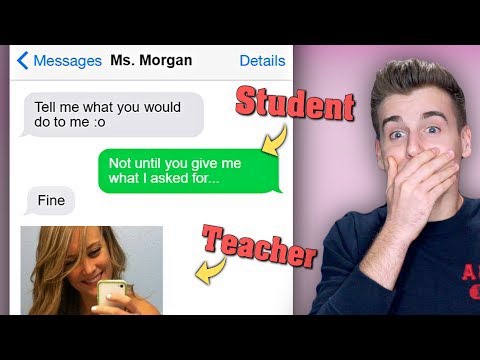 Messages Ms. Morgan Details
Tell me what you would
do to me :o
Student
Not until you give me
what I asked for...
Fine
Teacher